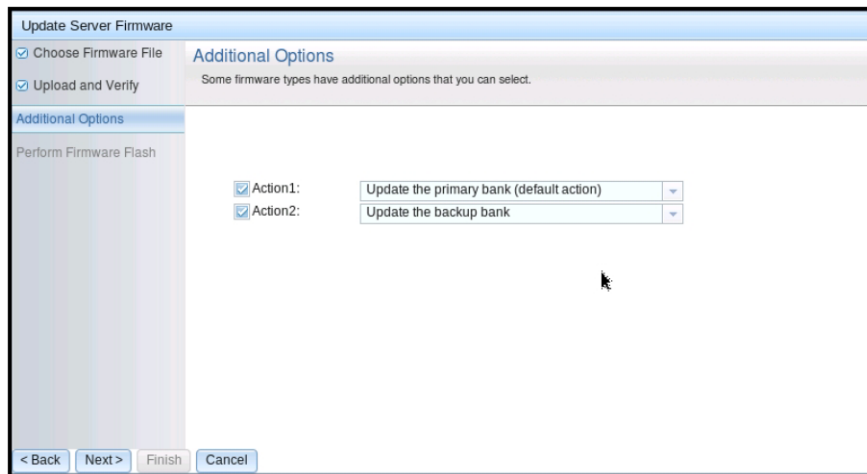 Update Server Firmware
Choose Firmware File
Upload and Verify
Additional Options
Perform Firmware Flash
Additional Options
Some firmware types have additional options that you can select.
Action1: Update the primary bank (default action)
Action2: Update the backup bank
< Back Next > Finish Cancel